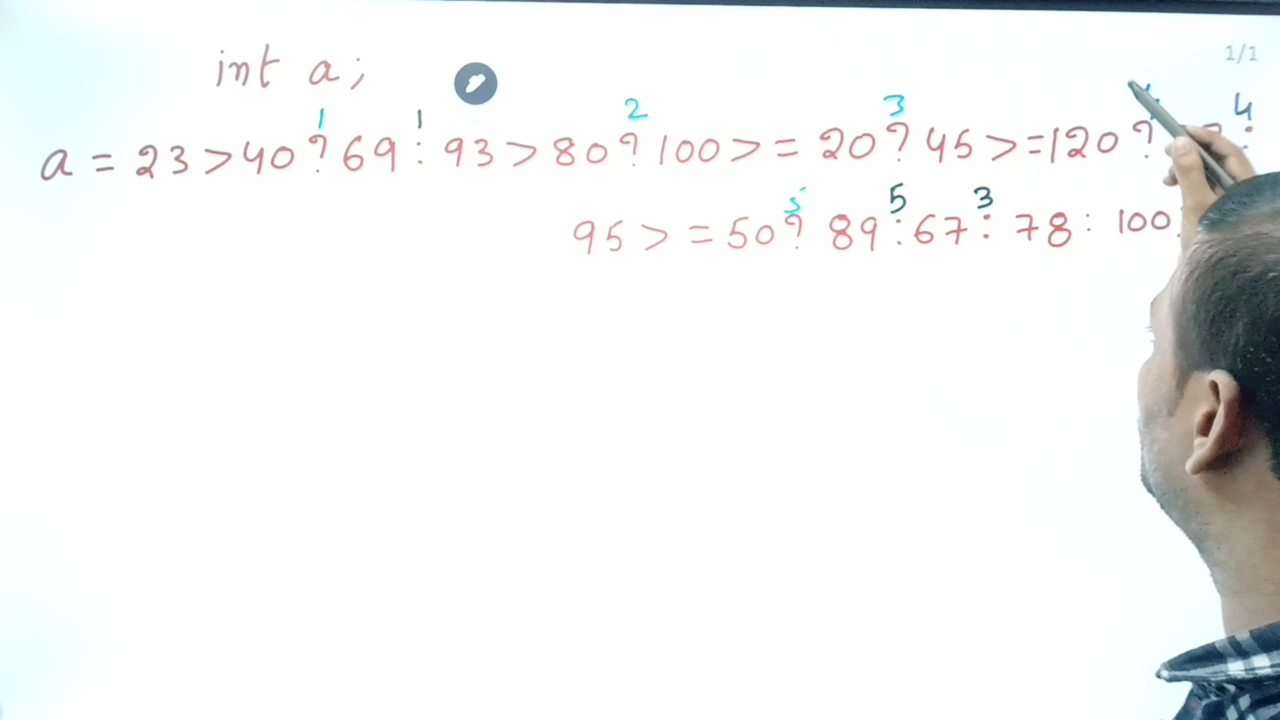 1/1
int a;
1 1 2 3 4
a = 23 > 40 ? 69 : 93 > 80 ? 100 > = 20 ? 45 > = 120 ? :
5 5 3
95 > = 50 ? 89 : 67 : 78 : 100